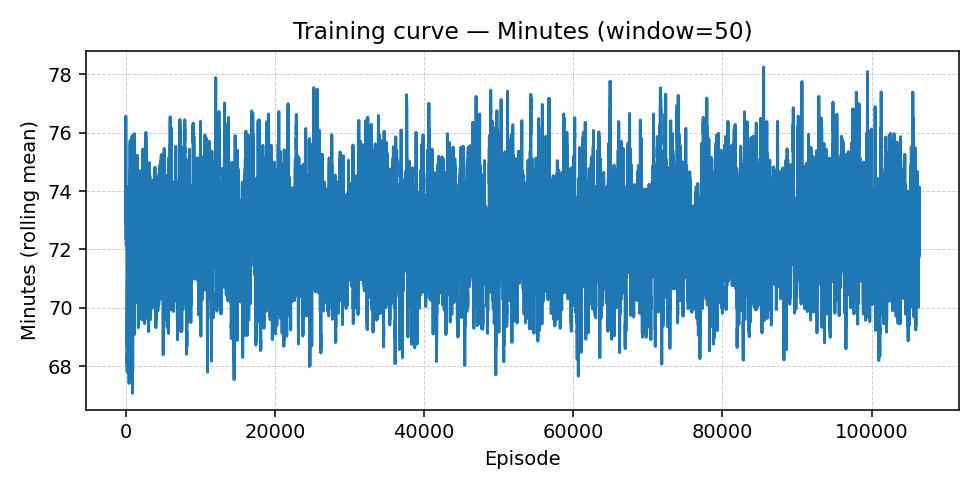 Training curve — Minutes (window=50)
Minutes (rolling mean)
78
76
74
72
70
68
0 20000 40000 60000 80000 100000
Episode